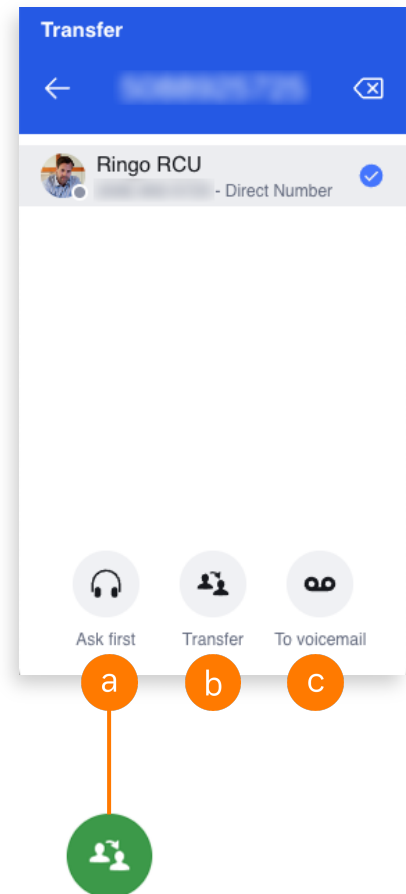 Transfer
Ringo RCU
- Direct Number
Ask first
Transfer
To voicemail
a
b
c